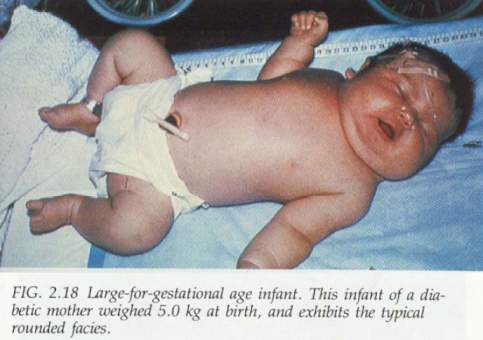 FIG. 2.18 Large-for-gestational age infant. This infant of a dia-
betic mother weighed 5.0 kg at birth, and exhibits the typical
rounded facies.